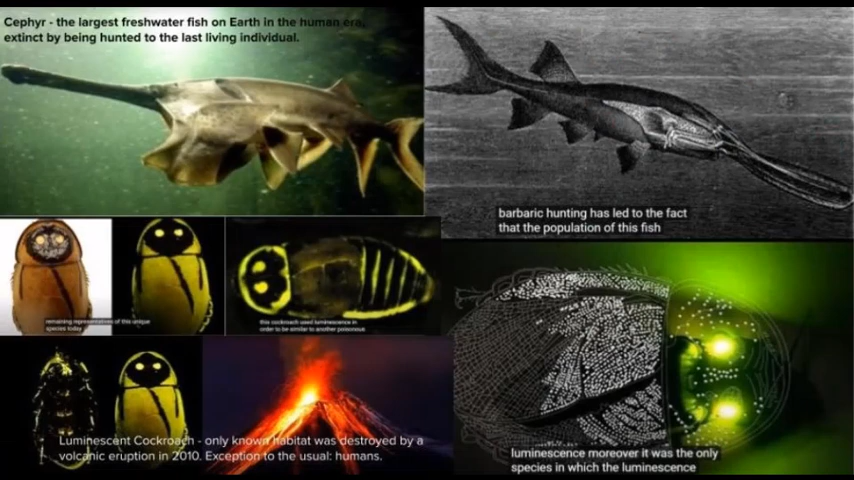 Cephyr - the largest freshwater fish on Earth in the human era,
extinct by being hunted to the last living individual.
barbaric hunting has led to the fact
that the population of this fish
remaining representatives of this unique
species today
this cockroach used luminescence in
order to be similar to another poisonous
Luminescent Cockroach - only known habitat was destroyed by a
volcanic eruption in 2010. Exception to the usual: humans.
luminescence moreover it was the only
species in which the luminescence